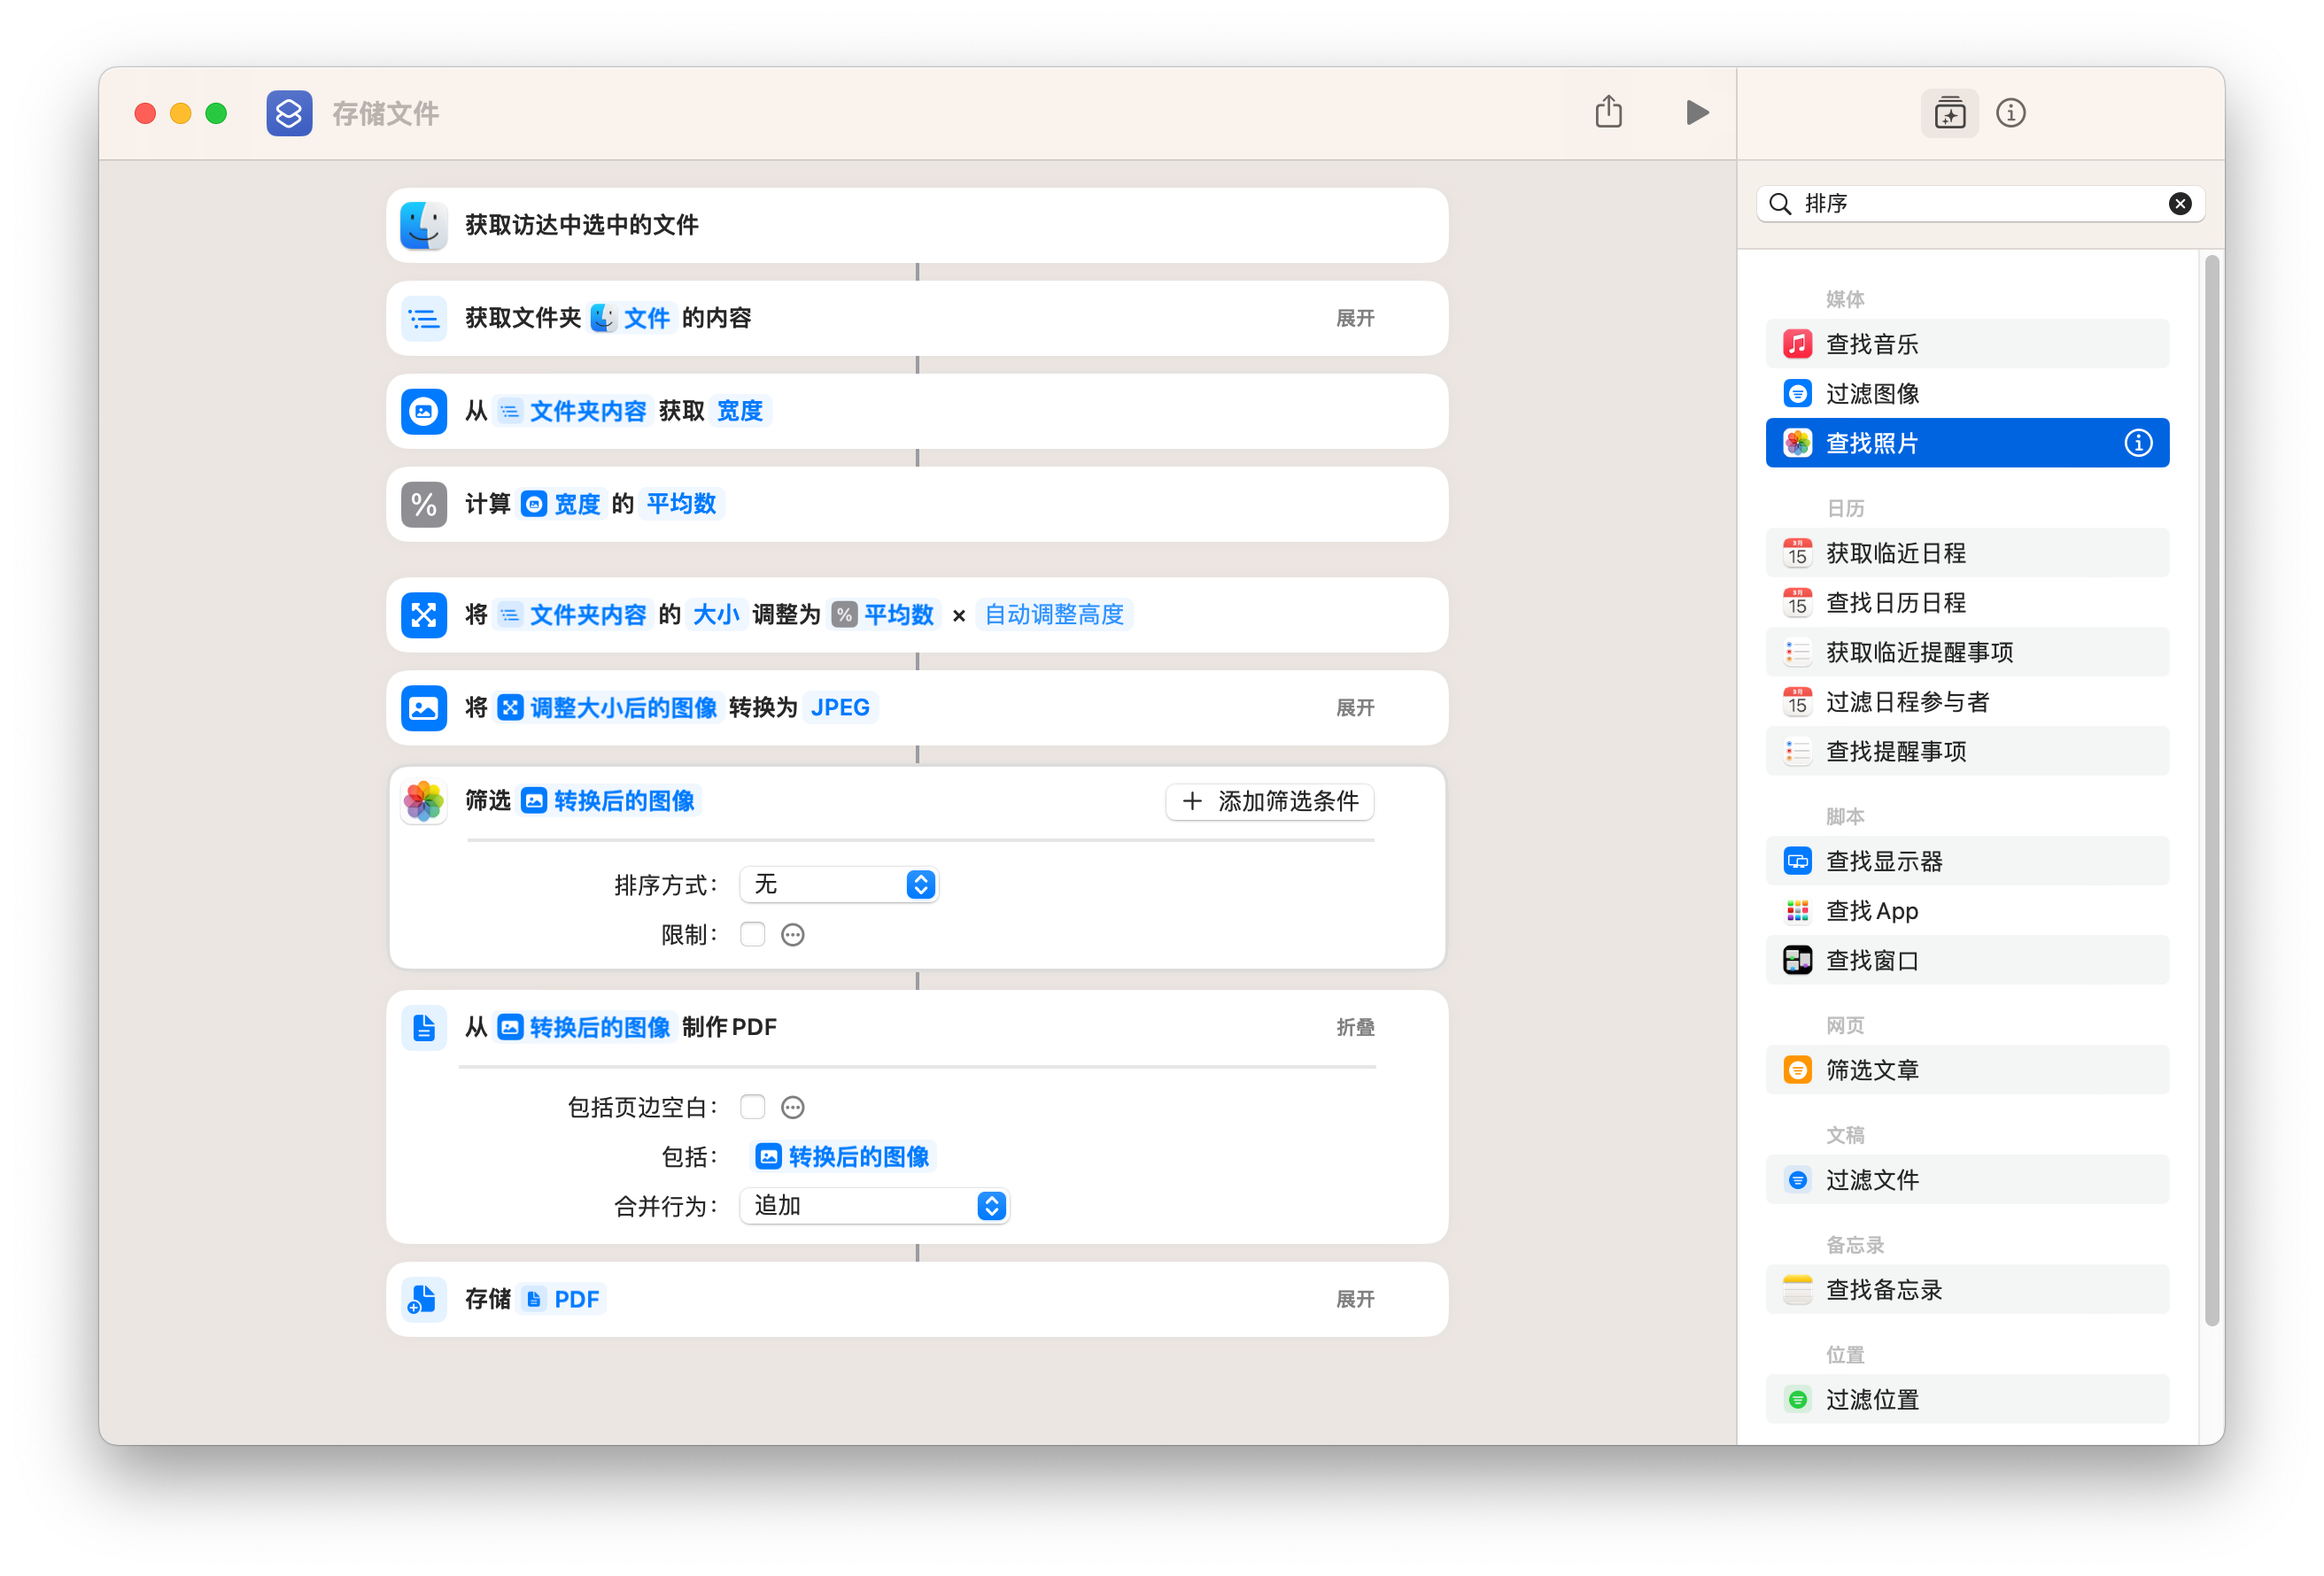 存储文件
获取访达中选中的文件
获取文件夹 文件 的内容 展开
从 文件夹内容 获取 宽度
% 计算 宽度 的 平均数
将 文件夹内容 的 大小 调整为 % 平均数 × 自动调整高度
将 调整大小后的图像 转换为 JPEG 展开
筛选 转换后的图像 + 添加筛选条件
排序方式： 无
限制：
从 转换后的图像 制作PDF 折叠
包括页边空白：
包括： 转换后的图像
合并行为： 追加
存储 PDF 展开
排序
媒体
查找音乐
过滤图像
查找照片
日历
15 获取临近日程
15 查找日历日程
获取临近提醒事项
15 过滤日程参与者
查找提醒事项
脚本
查找显示器
查找App
查找窗口
网页
筛选文章
文稿
过滤文件
备忘录
查找备忘录
位置
过滤位置